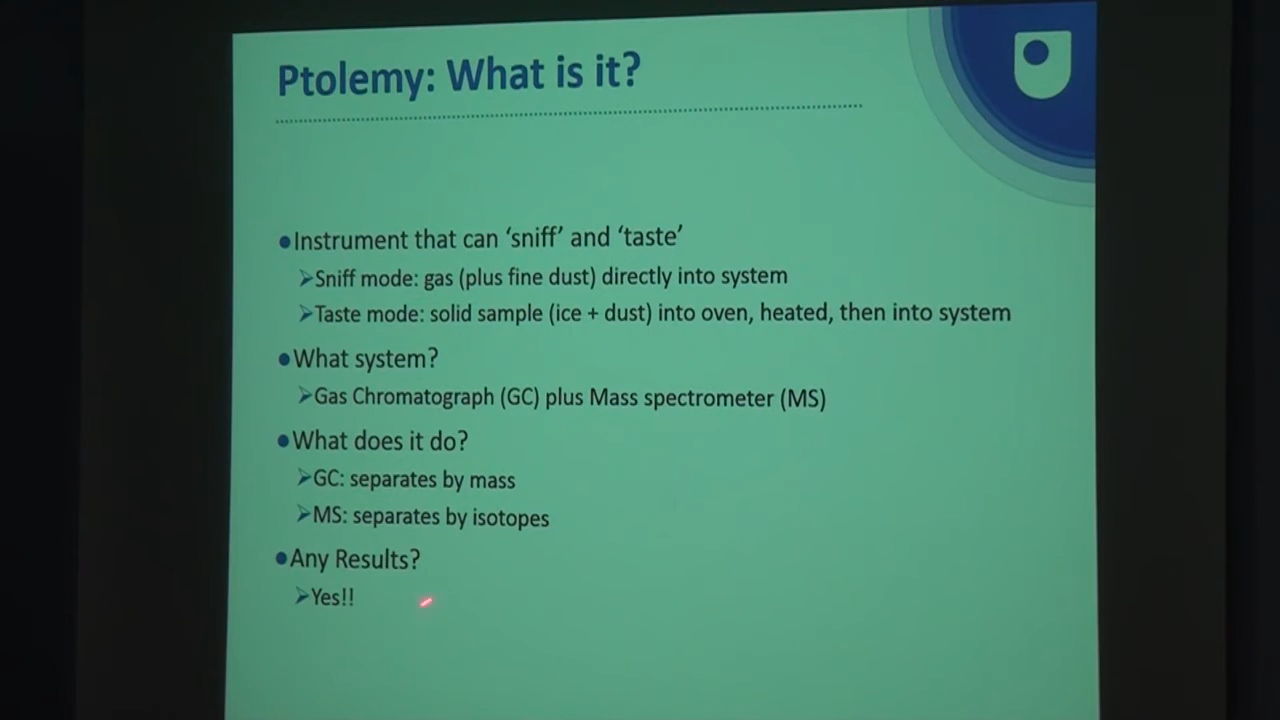 Ptolemy: What is it?
●Instrument that can ‘sniff’ and ‘taste’
➢Sniff mode: gas (plus fine dust) directly into system
➢Taste mode: solid sample (ice + dust) into oven, heated, then into system
●What system?
➢Gas Chromatograph (GC) plus Mass spectrometer (MS)
●What does it do?
➢GC: separates by mass
➢MS: separates by isotopes
●Any Results?
➢Yes!!